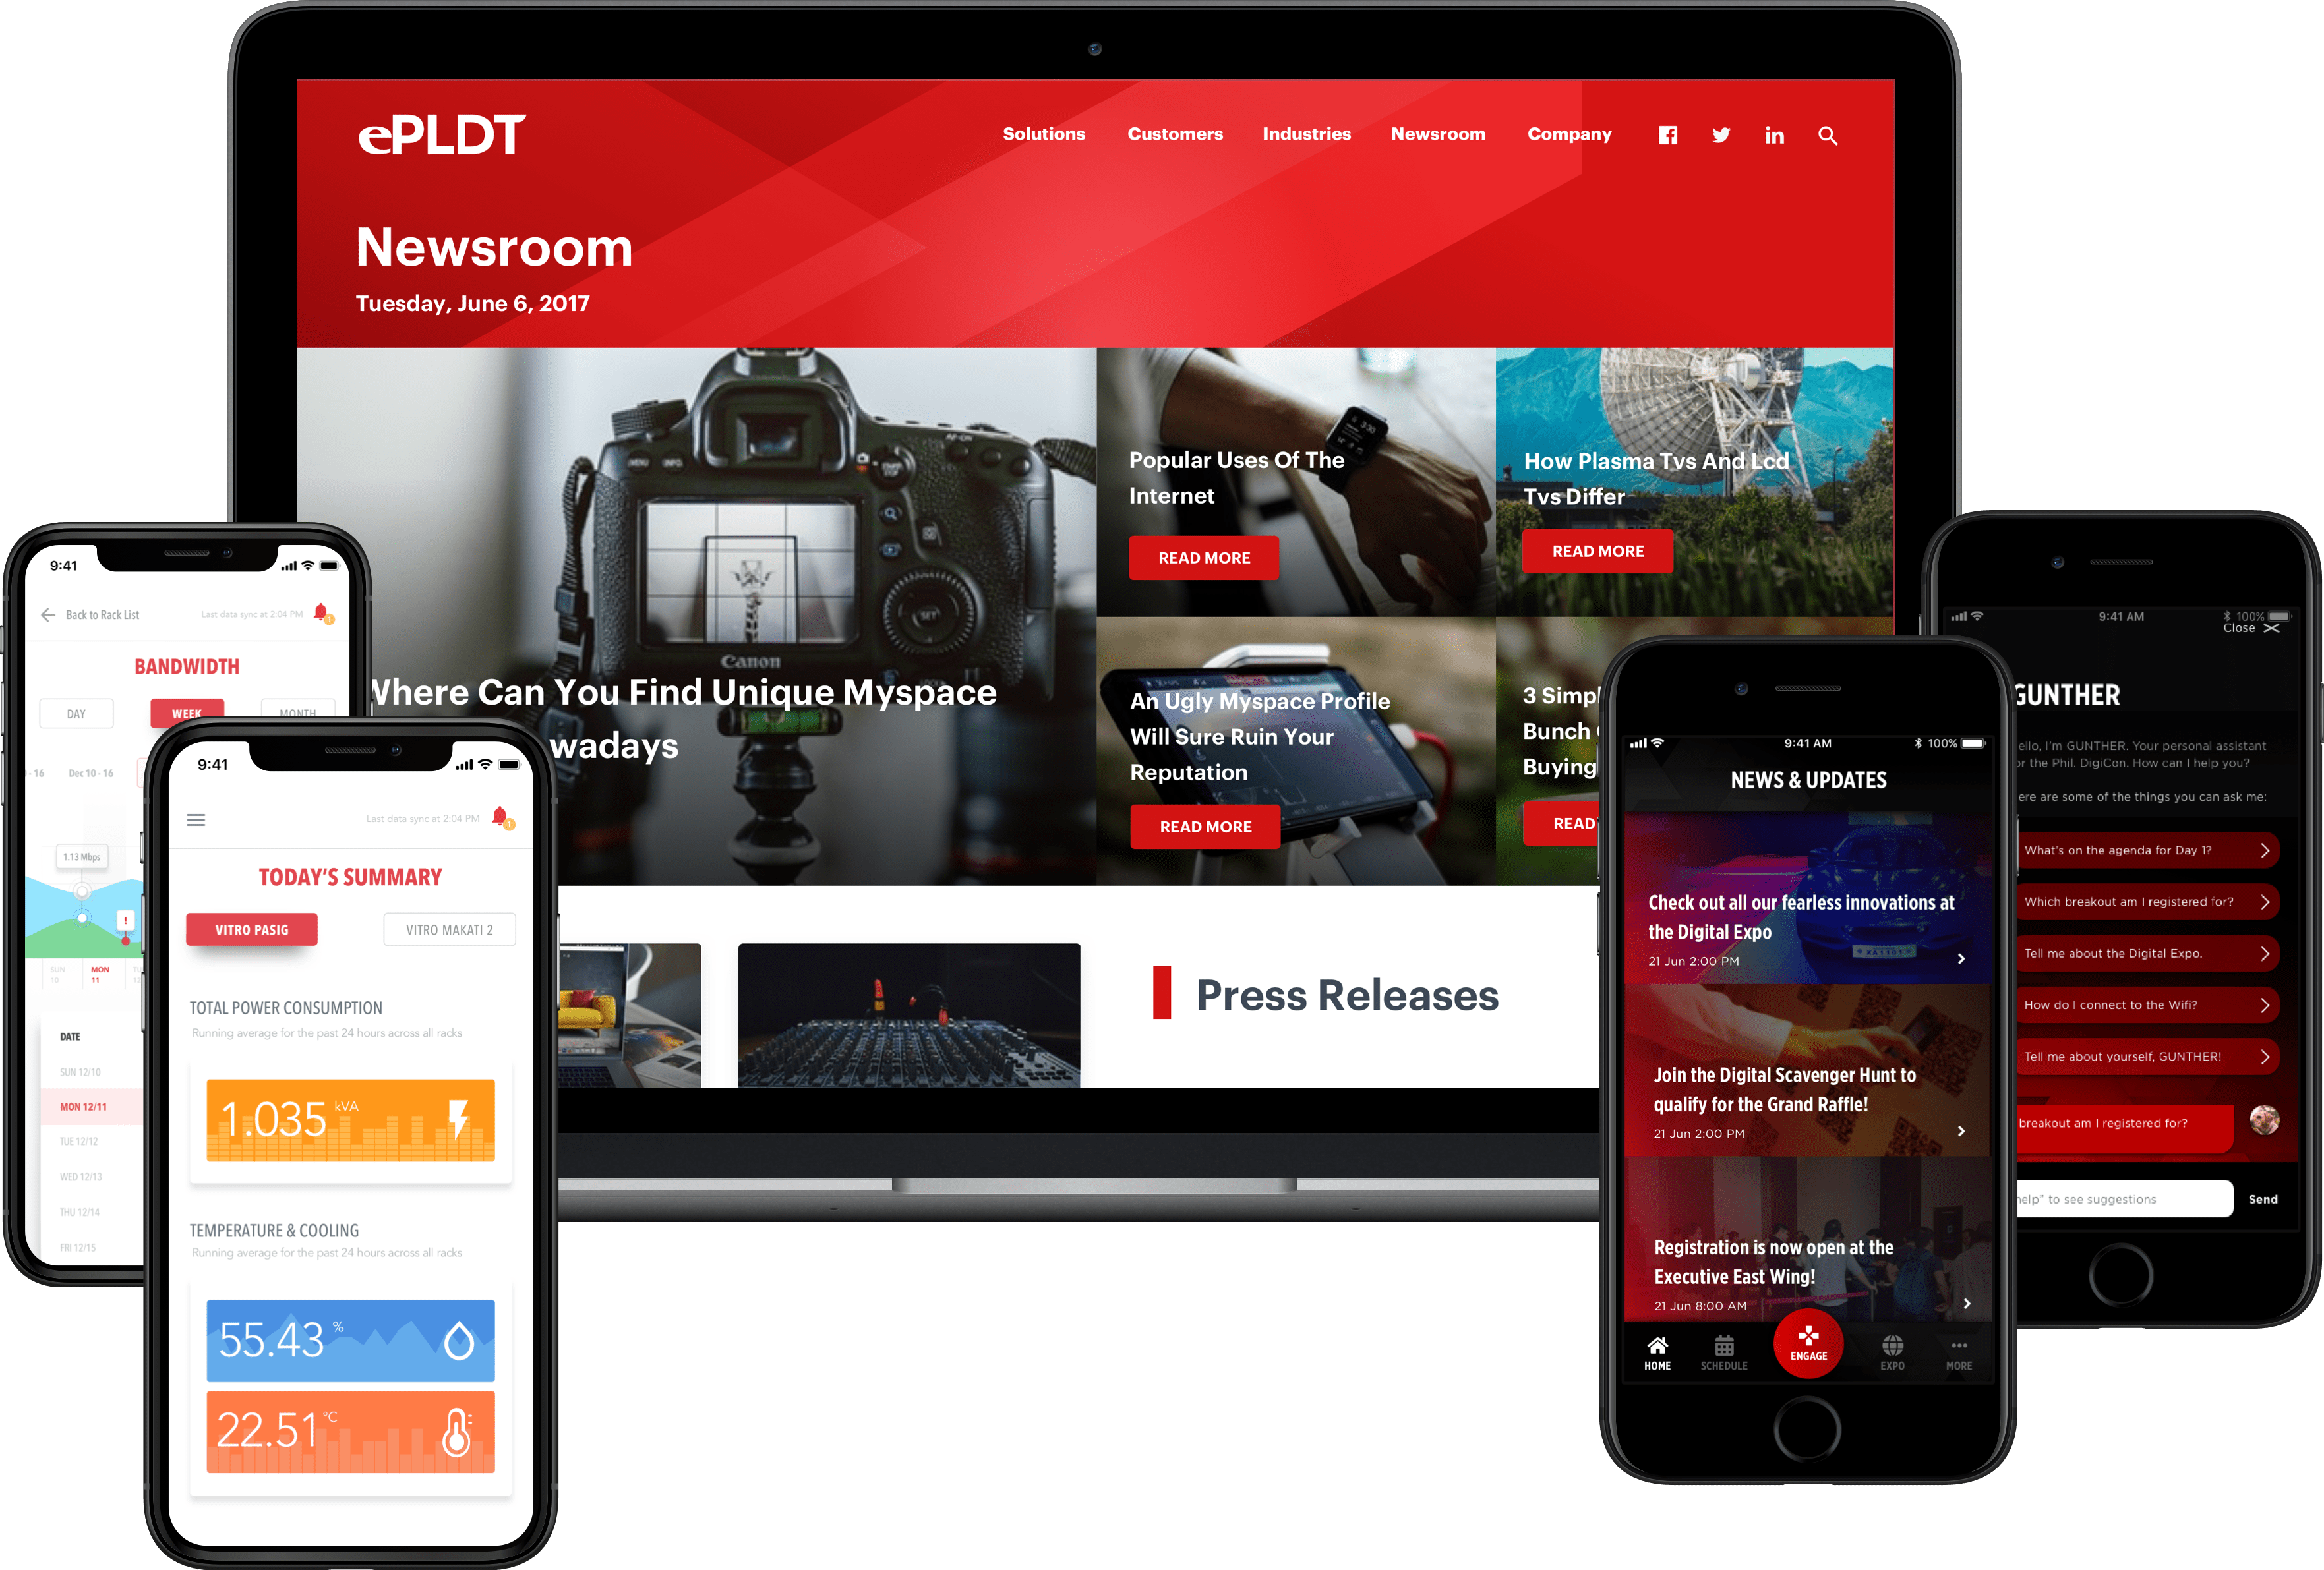 ePLDT
Solutions Customers Industries Newsroom Company
Newsroom
Tuesday, June 6, 2017
Canon
MENU INFO. AF-ON
SET
Where Can You Find Unique Myspace
wadays
Popular Uses Of The
Internet
READ MORE
How Plasma Tvs And Lcd
Tvs Differ
READ MORE
An Ugly Myspace Profile
Will Sure Ruin Your
Reputation
READ MORE
3 Simpl
Bunch
Buying
READ
Press Releases
9:41
Back to Rack List
Last data sync at 2:04 PM
1
BANDWIDTH
DAY WEEK MONTH
- 16 Dec 10 - 16
1.13 Mbps
!
SUN MON
10 11
DATE
SUN 12/10
MON 12/11
TUE 12/12
WED 12/13
THU 12/14
FRI 12/15
9:41
Last data sync at 2:04 PM
1
TODAY'S SUMMARY
VITRO PASIG VITRO MAKATI 2
TOTAL POWER CONSUMPTION
Running average for the past 24 hours across all racks
1.035 kVA
TEMPERATURE & COOLING
Running average for the past 24 hours across all racks
55.43 %
22.51 °C
9:41 AM 100%
NEWS & UPDATES
Check out all our fearless innovations at
the Digital Expo
21 Jun 2:00 PM
Join the Digital Scavenger Hunt to
qualify for the Grand Raffle!
21 Jun 2:00 PM
Registration is now open at the
Executive East Wing!
21 Jun 8:00 AM
HOME SCHEDULE ENGAGE EXPO MORE
9:41 AM 100%
Close
GUNTHER
ello, I'm GUNTHER. Your personal assistant
or the Phil. DigiCon. How can I help you?
ere are some of the things you can ask me:
What's on the agenda for Day 1?
Which breakout am I registered for?
Tell me about the Digital Expo.
How do I connect to the Wifi?
Tell me about yourself, GUNTHER!
breakout am I registered for?
help" to see suggestions
Send